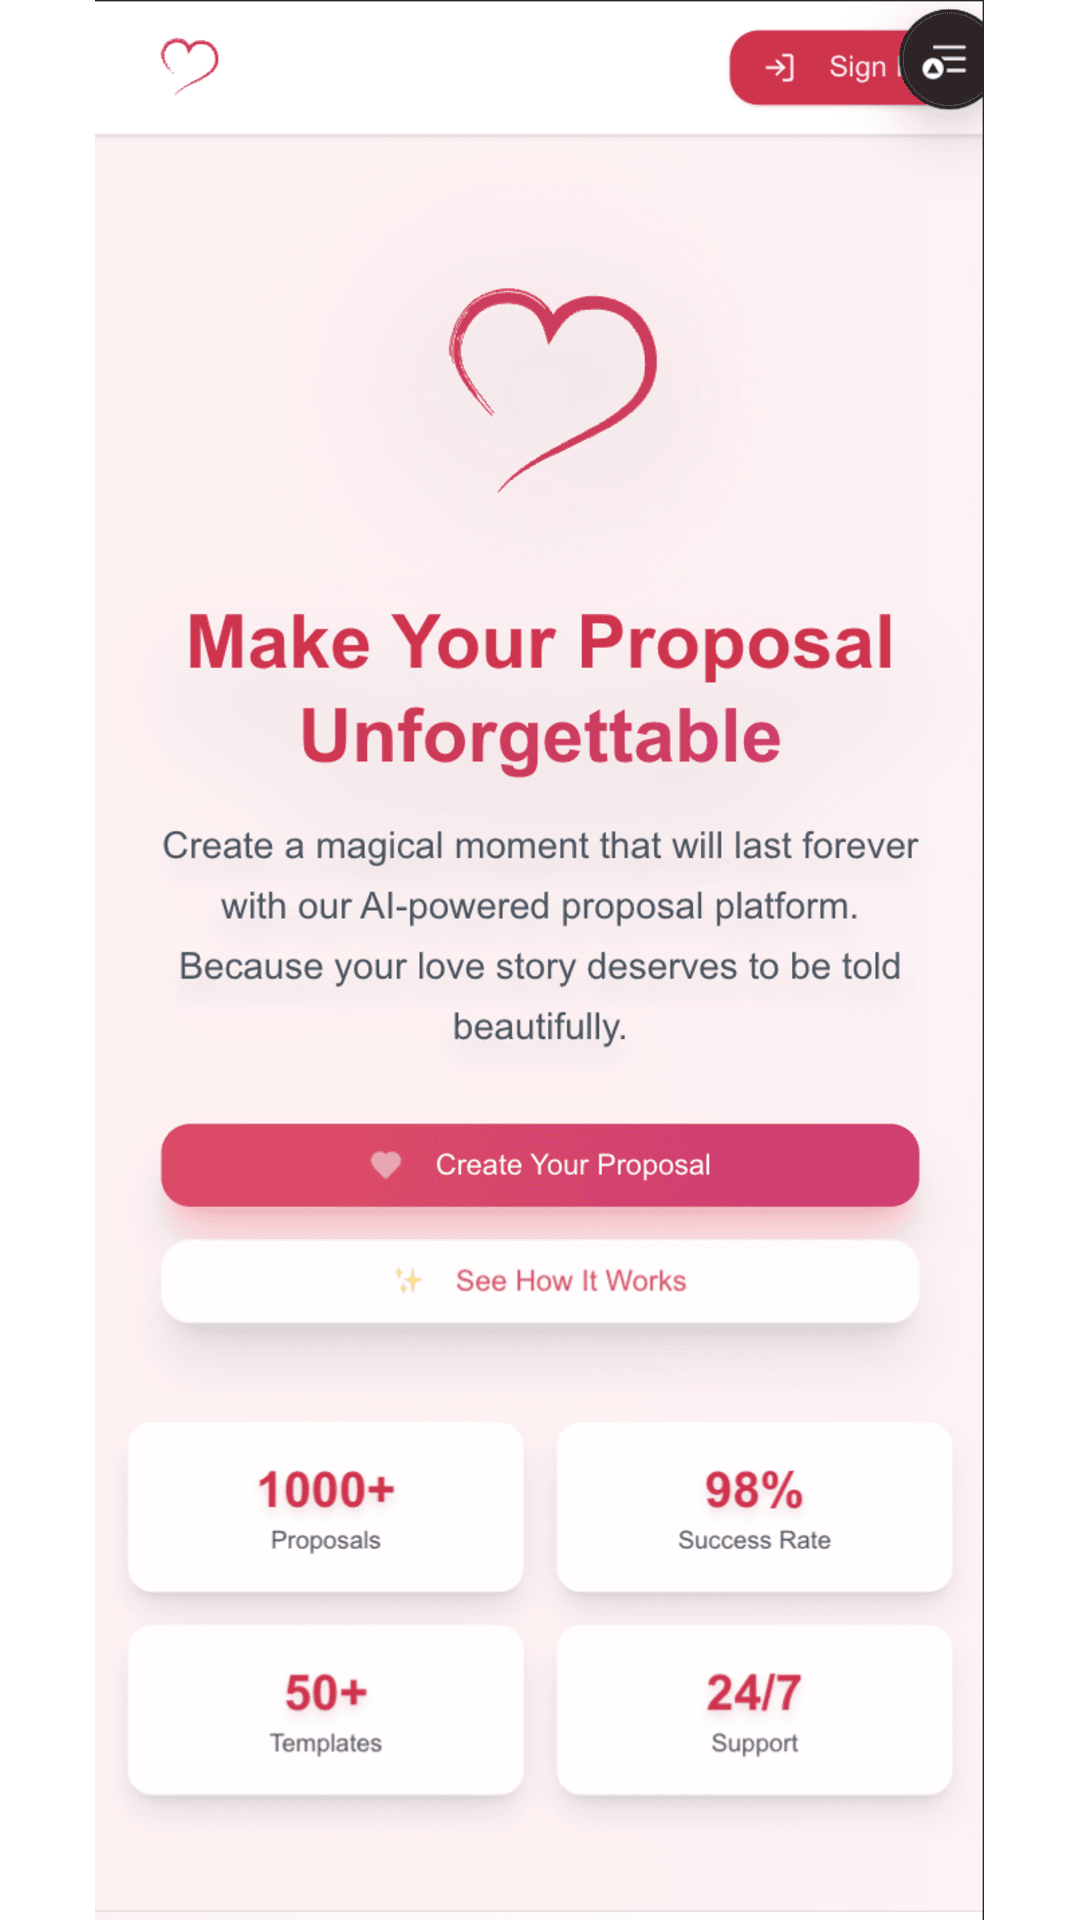 Sign
Make Your Proposal
Unforgettable
Create a magical moment that will last forever
with our AI-powered proposal platform.
Because your love story deserves to be told
beautifully.
Create Your Proposal
See How It Works
1000+
Proposals
98%
Success Rate
50+
Templates
24/7
Support